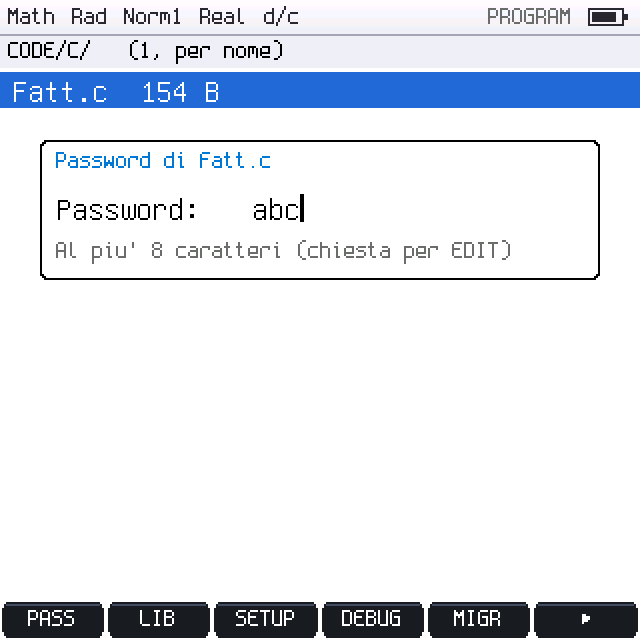 Math Rad Norm1 Real d/c PROGRAM
CODE/C/ (1, per nome)
Fatt.c 154 B
Password di Fatt.c
Password: abc
Al piu' 8 caratteri (chiesta per EDIT)
PASS LIB SETUP DEBUG MIGR